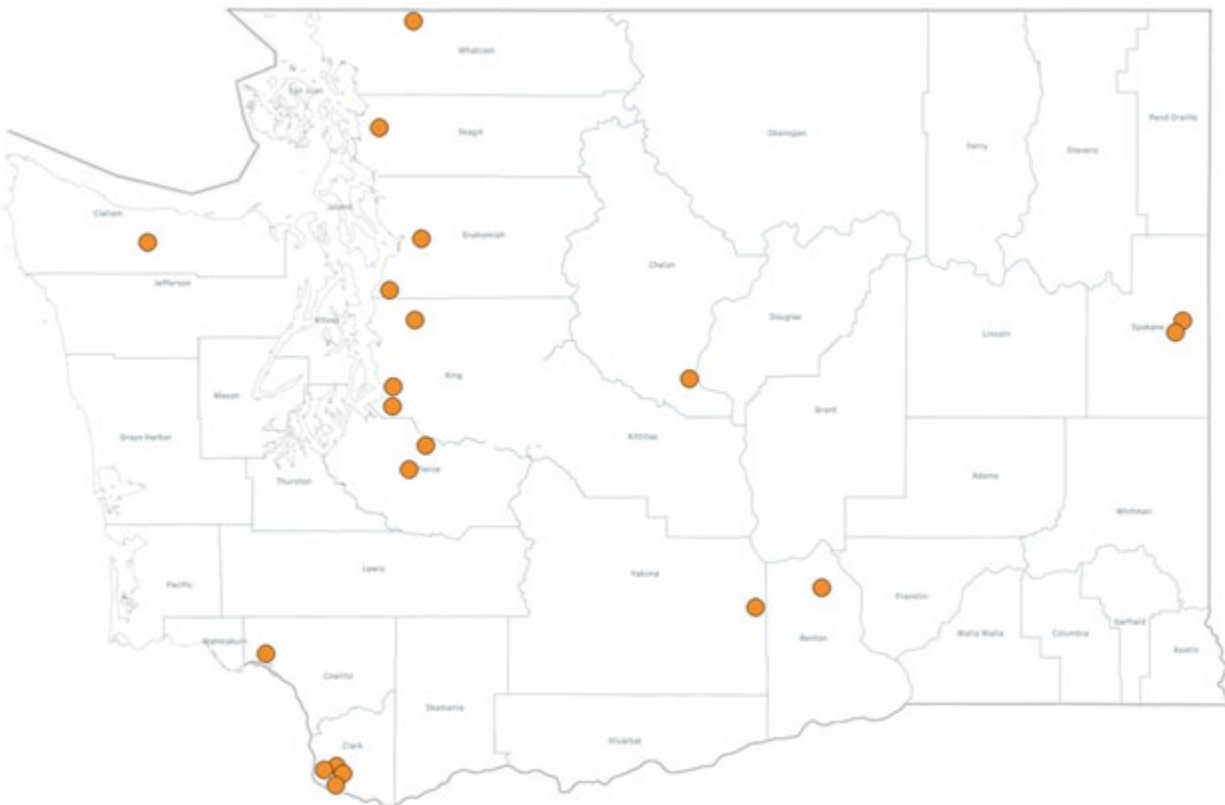 Whatcom
San Juan
Skagit
Okanogan
Ferry
Stevens
Pend Oreille
Clallam
Island
Snohomish
Chelan
Jefferson
Kitsap
Douglas
Lincoln
Spokane
King
Mason
Grant
Grays Harbor
Kittitas
Pierce
Thurston
Adams
Whitman
Lewis
Yakima
Pacific
Franklin
Garfield
Walla Walla
Columbia
Benton
Wahkiakum
Asotin
Cowlitz
Skamania
Klickitat
Clark